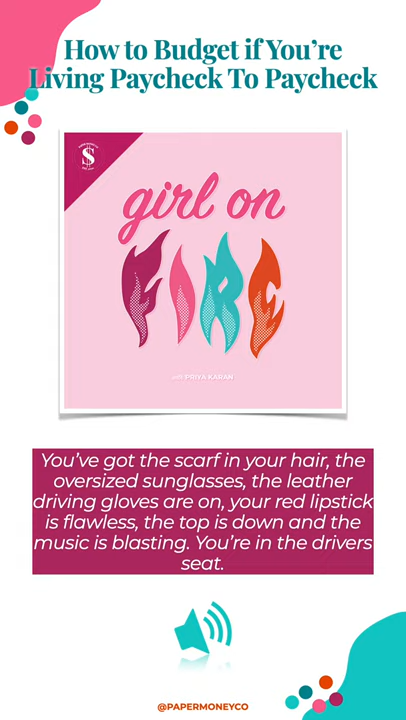 How to Budget if You're
Living Paycheck To Paycheck
girl on
FIRE
with PRIYA KARAN
You've got the scarf in your hair, the
oversized sunglasses, the leather
driving gloves are on, your red lipstick
is flawless, the top is down and the
music is blasting. You're in the drivers
seat.
@PAPERMONEYCO